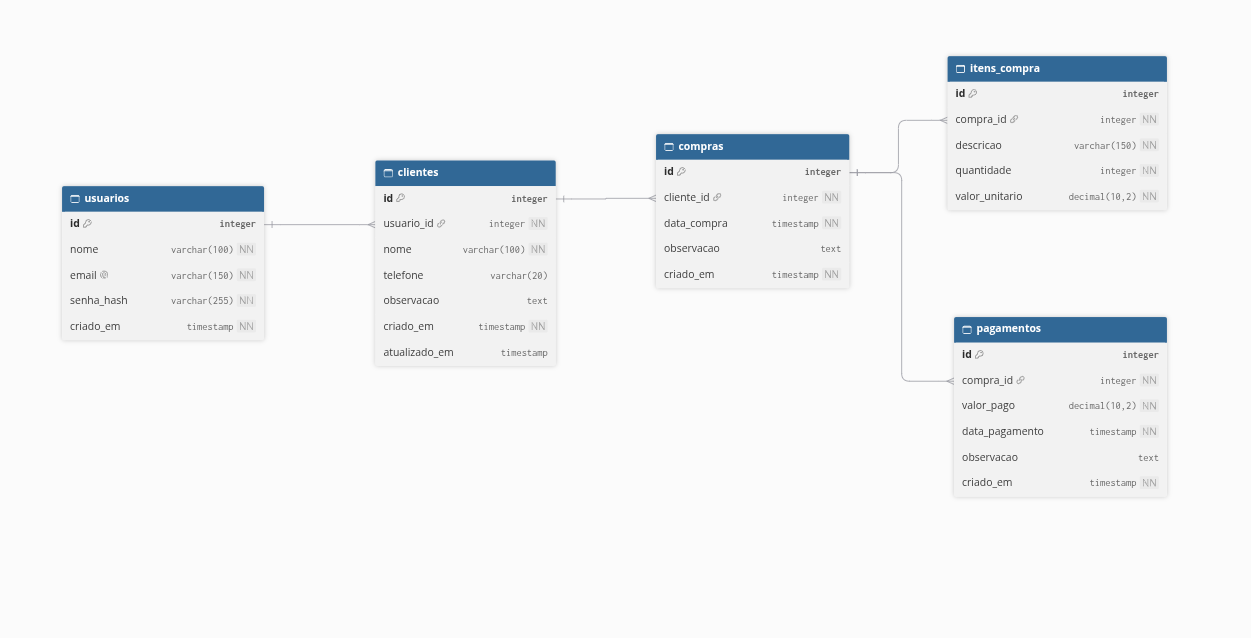 usuarios
id integer
nome varchar(100) NN
email varchar(150) NN
senha_hash varchar(255) NN
criado_em timestamp NN
clientes
id integer
usuario_id integer NN
nome varchar(100) NN
telefone varchar(20)
observacao text
criado_em timestamp NN
atualizado_em timestamp
compras
id integer
cliente_id integer NN
data_compra timestamp NN
observacao text
criado_em timestamp NN
itens_compra
id integer
compra_id integer NN
descricao varchar(150) NN
quantidade integer NN
valor_unitario decimal(10,2) NN
pagamentos
id integer
compra_id integer NN
valor_pago decimal(10,2) NN
data_pagamento timestamp NN
observacao text
criado_em timestamp NN